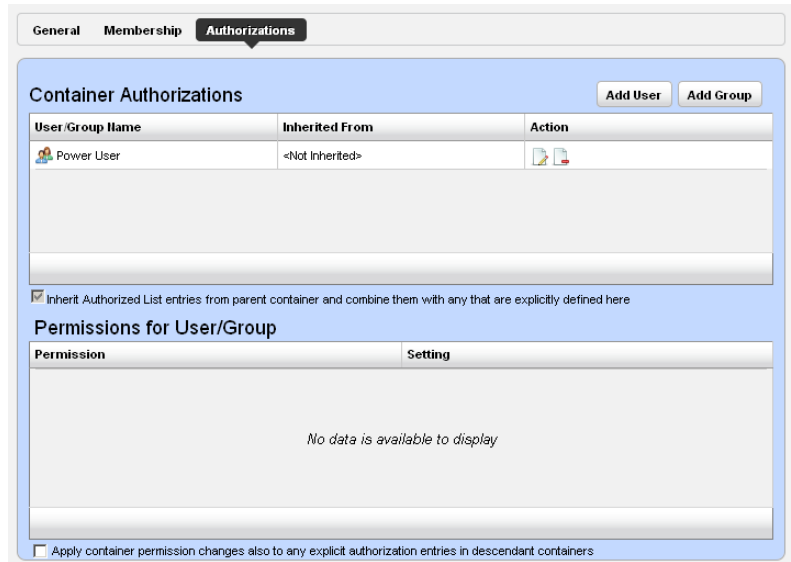 General Membership Authorizations
Container Authorizations Add User Add Group
User/Group Name Inherited From Action
Power User <Not Inherited>
Inherit Authorized List entries from parent container and combine them with any that are explicitly defined here
Permissions for User/Group
Permission Setting
No data is available to display
Apply container permission changes also to any explicit authorization entries in descendant containers